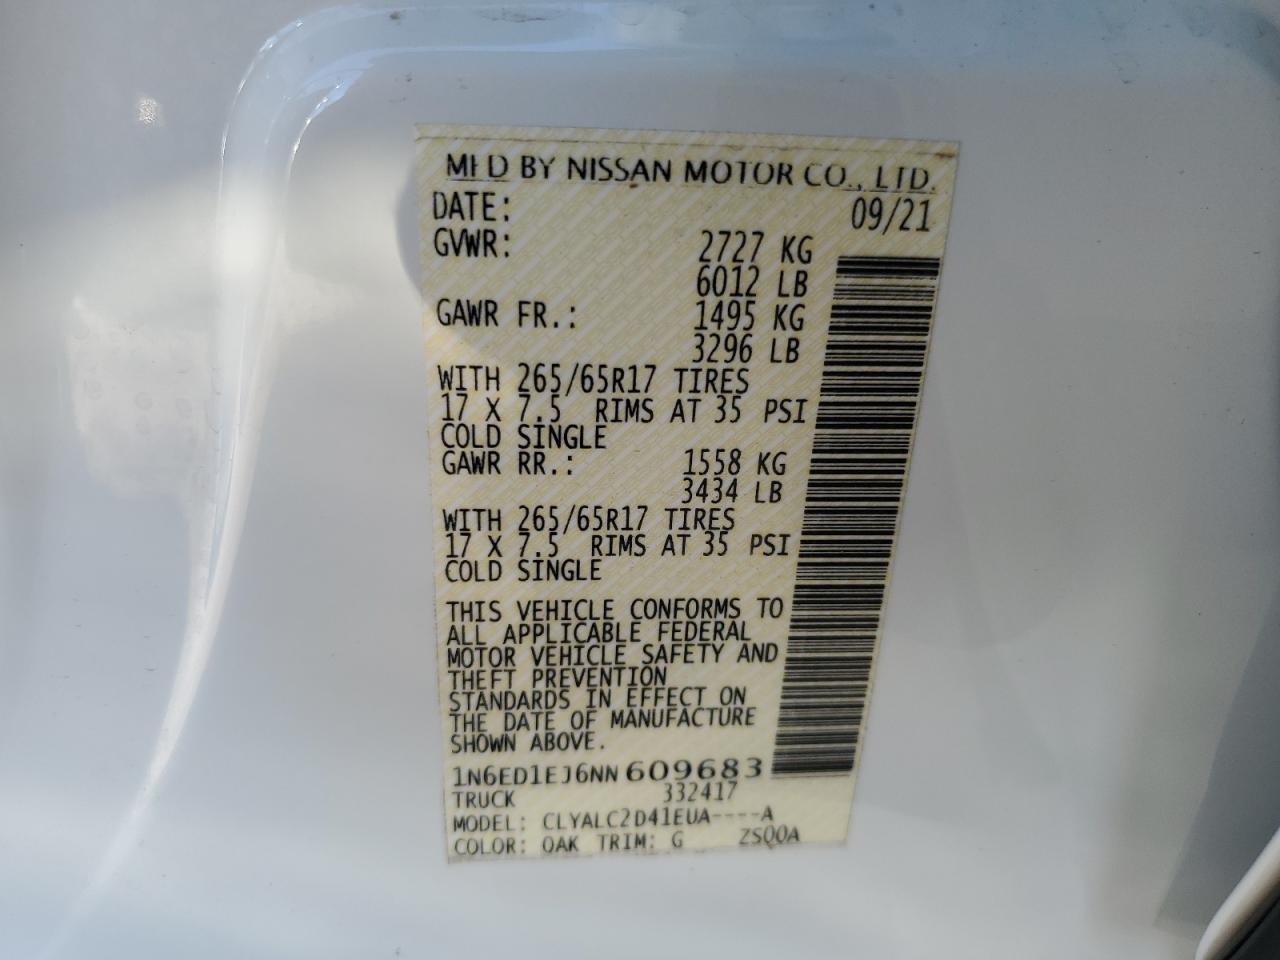 MFD BY NISSAN MOTOR CO., LTD.
DATE: 09/21
GVWR: 2727 KG
6012 LB
GAWR FR.: 1495 KG
3296 LB
WITH 265/65R17 TIRES
17 X 7.5 RIMS AT 35 PSI
COLD SINGLE
GAWR RR.: 1558 KG
3434 LB
WITH 265/65R17 TIRES
17 X 7.5 RIMS AT 35 PSI
COLD SINGLE
THIS VEHICLE CONFORMS TO
ALL APPLICABLE FEDERAL
MOTOR VEHICLE SAFETY AND
THEFT PREVENTION
STANDARDS IN EFFECT ON
THE DATE OF MANUFACTURE
SHOWN ABOVE.
1N6ED1EJ6NN609683
TRUCK 332417
MODEL: CLYALC2D41EUA----A
COLOR: QAK TRIM: G ZSOOA